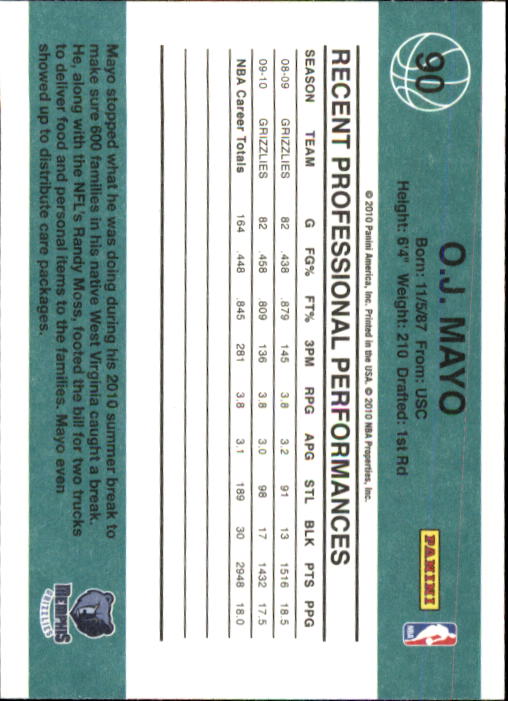 90
O.J. MAYO
Born: 11/5/87 From: USC
Height: 6'4" Weight: 210 Drafted: 1st Rd
PANINI
NBA
© 2010 Panini America, Inc. Printed in the USA. © 2010 NBA Properties, Inc.
RECENT PROFESSIONAL PERFORMANCES
SEASON TEAM G FG% FT% 3PM RPG APG STL BLK PTS PPG
08-09 GRIZZLIES 82 .438 .879 145 3.8 3.2 91 13 1516 18.5
09-10 GRIZZLIES 82 .458 .809 136 3.8 3.0 98 17 1432 17.5
NBA Career Totals 164 .448 .845 281 3.8 3.1 189 30 2948 18.0
Mayo stopped what he was doing during his 2010 summer break to
make sure 600 families in his native West Virginia caught a break.
He, along with the NFL's Randy Moss, footed the bill for two trucks
to deliver food and personal items to the families. Mayo even
showed up to distribute care packages.
MEMPHIS
GRIZZLIES